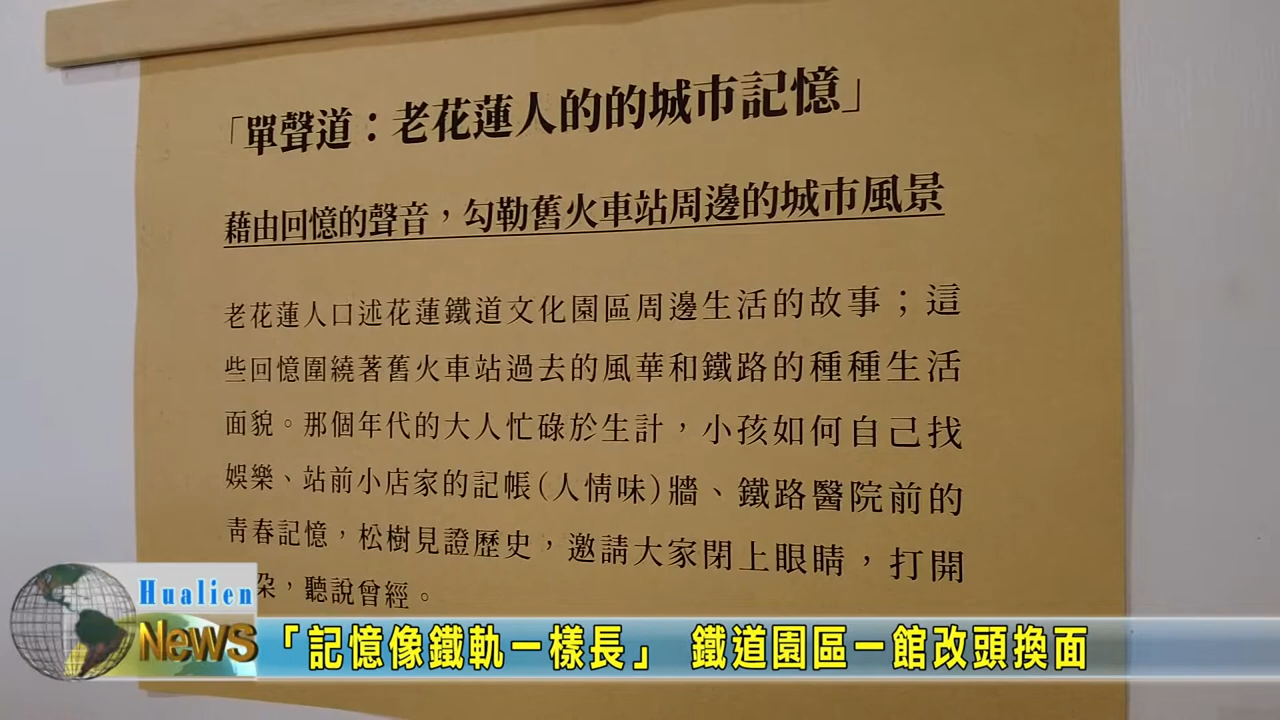 「單聲道：老花蓮人的的城市記憶」
藉由回憶的聲音，勾勒舊火車站周邊的城市風景
老花蓮人口述花蓮鐵道文化園區周邊生活的故事；這
些回憶圍繞著舊火車站過去的風華和鐵路的種種生活
面貌。那個年代的大人忙碌於生計，小孩如何自己找
娛樂、站前小店家的記帳(人情味)牆、鐵路醫院前的
青春記憶，松樹見證歷史，邀請大家閉上眼睛，打開
朵，聽說曾經。
Hualien
News
「記憶像鐵軌一樣長」 鐵道園區一館改頭換面